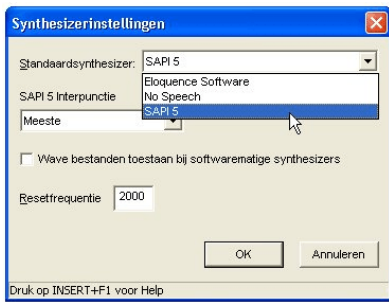 Synthesizerinstellingen
Standaardsynthesizer: SAPI 5
Eloquence Software
SAPI 5 Interpunctie No Speech
SAPI 5
Meeste
Wave bestanden toestaan bij softwarematige synthesizers
Resetfrequentie 2000
OK Annuleren
Druk op INSERT+F1 voor Help